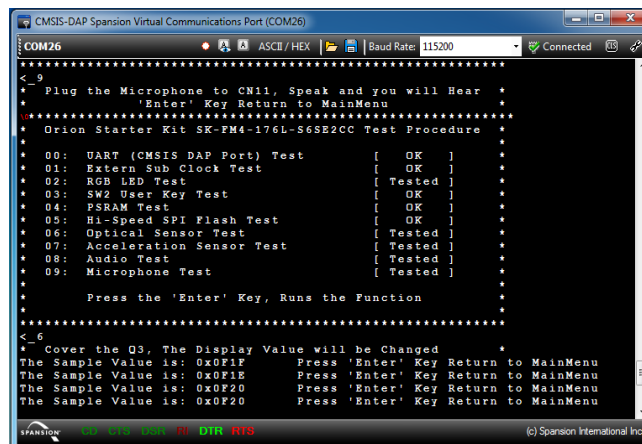 CMSIS-DAP Spansion Virtual Communications Port (COM26)
COM26 ASCII / HEX Baud Rate: 115200 Connected CLS
************************************************************
<_9
* Plug the Microphone to CN11, Speak and you will Hear *
* 'Enter' Key Return to MainMenu *
\0************************************************************
* Orion Starter Kit SK-FM4-176L-S6SE2CC Test Procedure *
* *
* 00: UART (CMSIS DAP Port) Test [ OK ] *
* 01: Extern Sub Clock Test [ OK ] *
* 02: RGB LED Test [ Tested ] *
* 03: SW2 User Key Test [ OK ] *
* 04: PSRAM Test [ OK ] *
* 05: Hi-Speed SPI Flash Test [ OK ] *
* 06: Optical Sensor Test [ Tested ] *
* 07: Acceleration Sensor Test [ Tested ] *
* 08: Audio Test [ Tested ] *
* 09: Microphone Test [ Tested ] *
* *
* Press the 'Enter' Key, Runs the Function *
* *
************************************************************
<_6
* Cover the Q3, The Display Value will be Changed *
The Sample Value is: 0x0F1F Press 'Enter' Key Return to MainMenu
The Sample Value is: 0x0F1E Press 'Enter' Key Return to MainMenu
The Sample Value is: 0x0F20 Press 'Enter' Key Return to MainMenu
The Sample Value is: 0x0F20 Press 'Enter' Key Return to MainMenu
SPANSION CD CTS DSR RI DTR RTS (c) Spansion International Inc